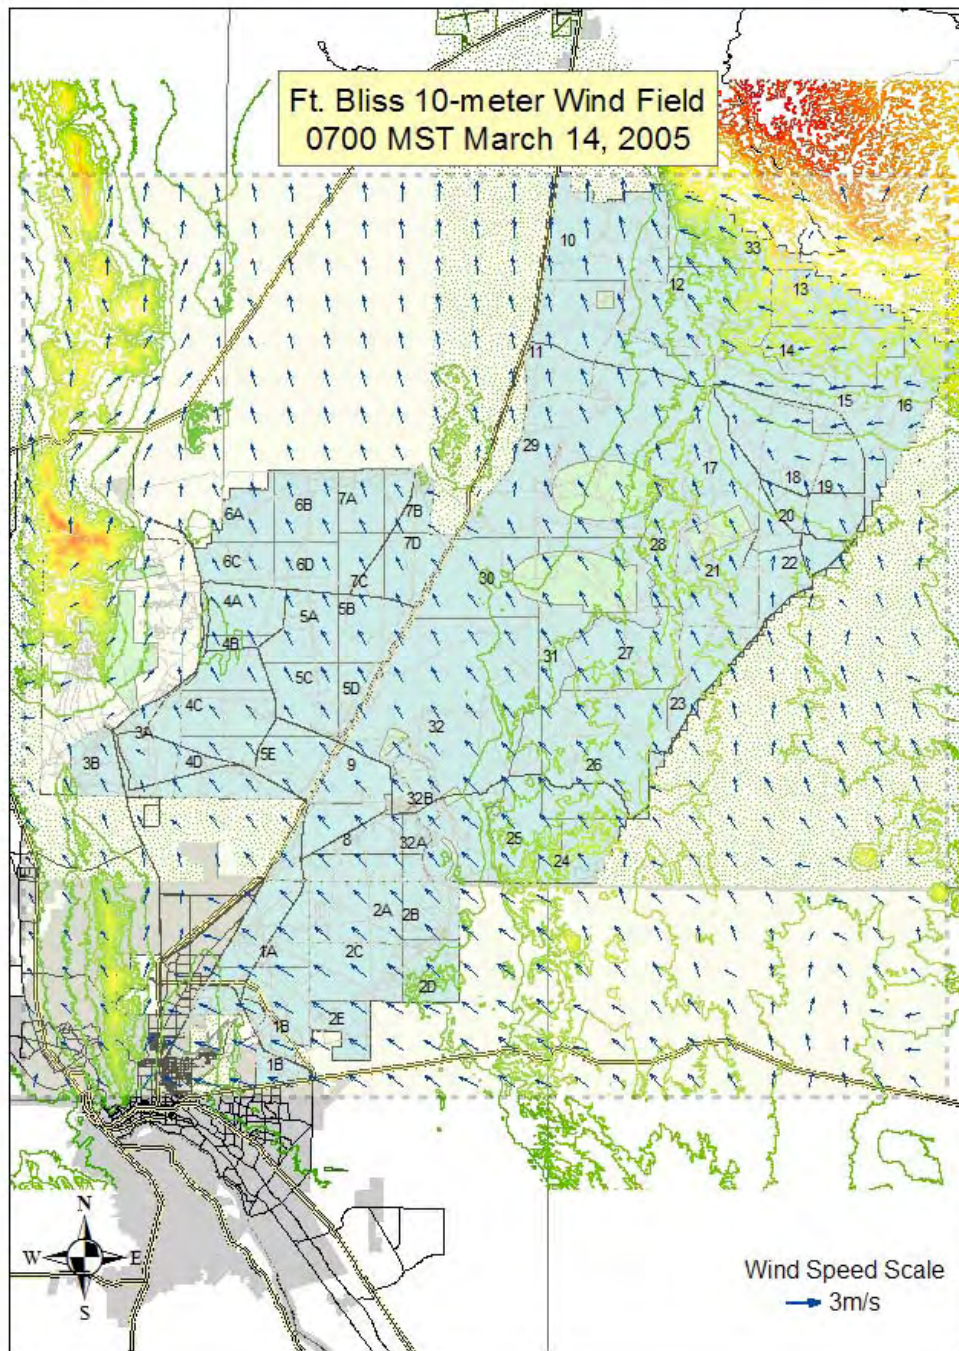 Ft. Bliss 10-meter Wind Field
0700 MST March 14, 2005
10
33
12
13
11
14
15
16
29
17
18
19
6A
6B
7A
7B
20
7D
28
6C
6D
7C
30
21
22
4A
5A
5B
4B
31
27
5C
5D
4C
23
3A
32
3B
4D
5E
9
26
32B
8
32A
25
24
2A
2B
1A
2C
2D
1B
2E
1B
N
W
E
S
Wind Speed Scale
3m/s